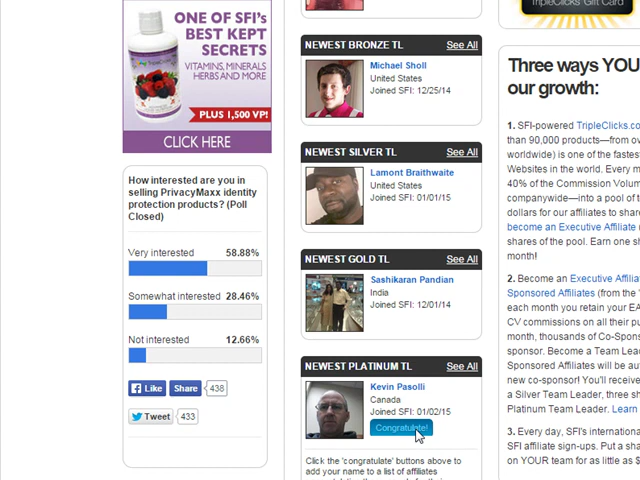 ONE OF SFI's
BEST KEPT
SECRETS
VITAMINS, MINERALS
HERBS AND MORE
PLUS 1,500 VP!
CLICK HERE
How interested are you in
selling PrivacyMaxx identity
protection products? (Poll
Closed)
Very interested 58.88%
Somewhat interested 28.46%
Not interested 12.66%
Like Share 438
Tweet 433
NEWEST BRONZE TL See All
Michael Sholl
United States
Joined SFI: 12/25/14
NEWEST SILVER TL See All
Lamont Braithwaite
United States
Joined SFI: 01/01/15
NEWEST GOLD TL See All
Sashikaran Pandian
India
Joined SFI: 12/01/14
NEWEST PLATINUM TL See All
Kevin Pasolli
Canada
Joined SFI: 01/02/15
Congratulate!
Click the 'congratulate' buttons above to
add your name to a list of affiliates
TripleClicks Gift Card
Three ways YOU
our growth:
1. SFI-powered TripleClicks.co
than 90,000 products—from ov
worldwide) is one of the fastes
Websites in the world. Every m
40% of the Commission Volum
companywide—into a pool of t
dollars for our affiliates to share
become an Executive Affiliate
shares of the pool. Earn one sh
month!
2. Become an Executive Affilia
Sponsored Affiliates (from the
each month you retain your EA
CV commissions on all their pu
month, thousands of Co-Spons
sponsor. Become a Team Lead
Sponsored Affiliates will be aut
new co-sponsor! You'll receive
a Silver Team Leader, three sh
Platinum Team Leader. Learn
3. Every day, SFI's internationa
SFI affiliate sign-ups. Put a sha
on YOUR team for as little as $